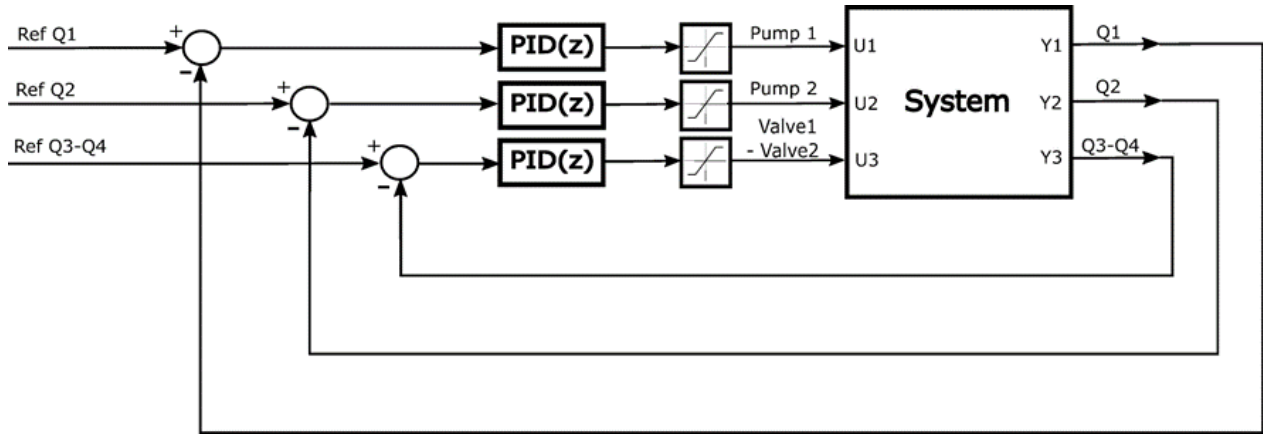 Ref Q1
+
-
PID(z)
Pump 1
U1
Y1
Q1
Ref Q2
+
-
PID(z)
Pump 2
U2
System
Y2
Q2
Ref Q3-Q4
+
-
PID(z)
Valve1
- Valve2
U3
Y3
Q3-Q4